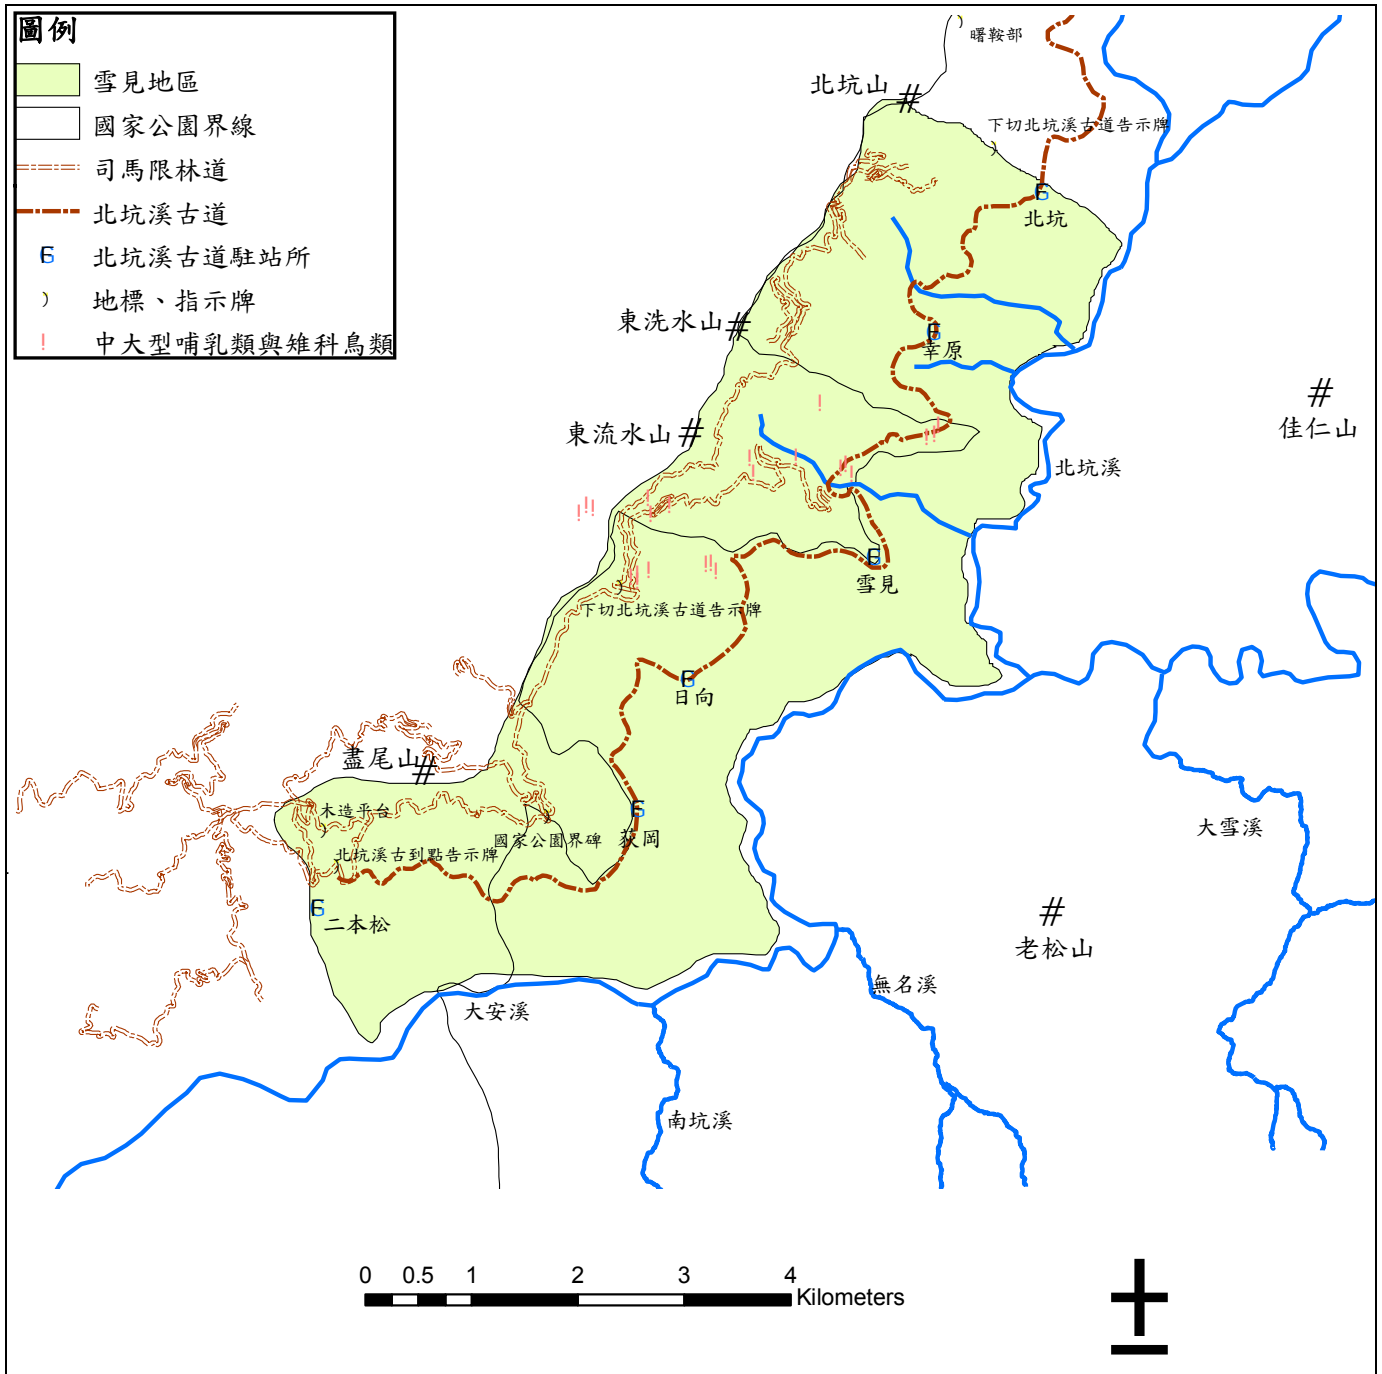 圖例
雪見地區
國家公園界線
司馬限林道
北坑溪古道
北坑溪古道駐站所
地標、指示牌
中大型哺乳類與雉科鳥類
曙鞍部
北坑山
下切北坑溪古道告示牌
北坑
東洗水山
幸原
佳仁山
東流水山
北坑溪
雪見
下切北坑溪古道告示牌
日向
盡尾山
木造平台
國家公園界碑
荻岡
大雪溪
北坑溪古到點告示牌
二本松
老松山
無名溪
大安溪
南坑溪
0 0.5 1 2 3 4
Kilometers